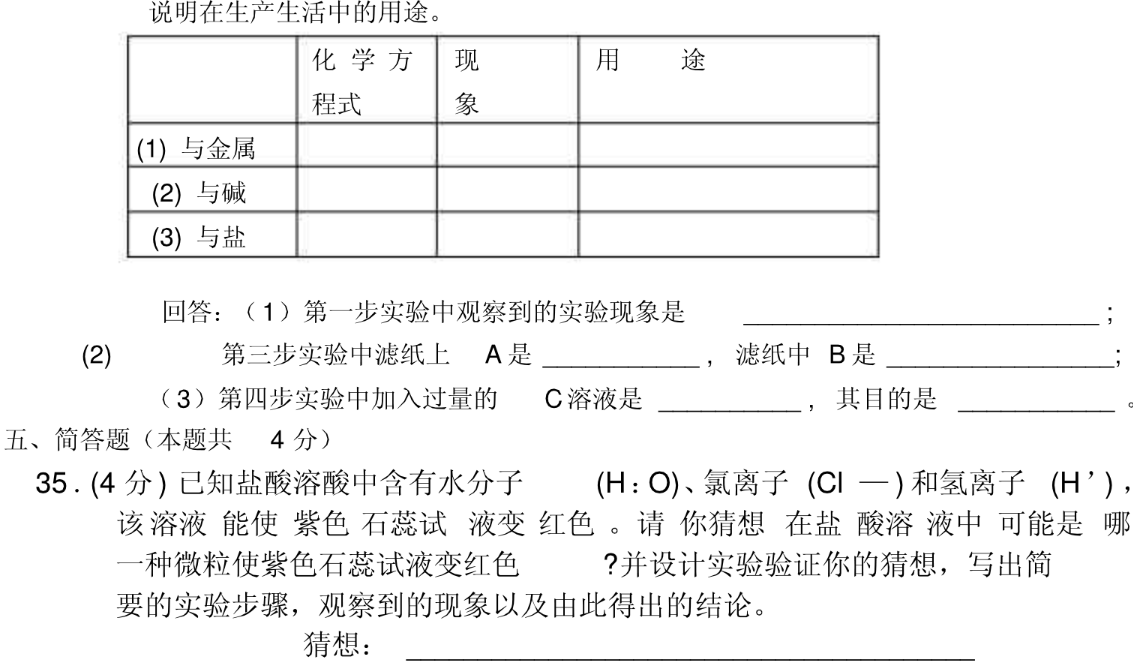 说明在生产生活中的用途。
化 学 方程式 现象 用 途
(1) 与金属
(2) 与碱
(3) 与盐
回答：（1）第一步实验中观察到的实验现象是 ____________________________ ;
(2) 第三步实验中滤纸上 A 是 ____________ , 滤纸中 B 是 __________________;
（3）第四步实验中加入过量的 C 溶液是 ___________ , 其目的是 ____________ 。
五、简答题（本题共 4 分）
35 . (4 分) 已知盐酸溶酸中含有水分子 (H：O)、氯离子 (Cl —) 和氢离子 (H ’) ，
该 溶液 能使 紫色 石蕊试 液变 红色 。请 你猜想 在盐 酸溶 液中 可能是 哪
一种微粒使紫色石蕊试液变红色 ?并设计实验验证你的猜想，写出简
要的实验步骤，观察到的现象以及由此得出的结论。
猜想： ________________________________________